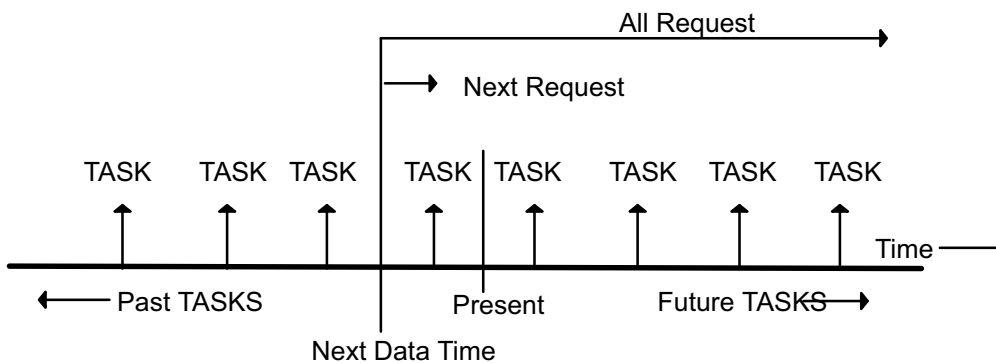 All Request
Next Request
TASK TASK TASK TASK TASK TASK TASK TASK
Time
Past TASKS Present Future TASKS
Next Data Time